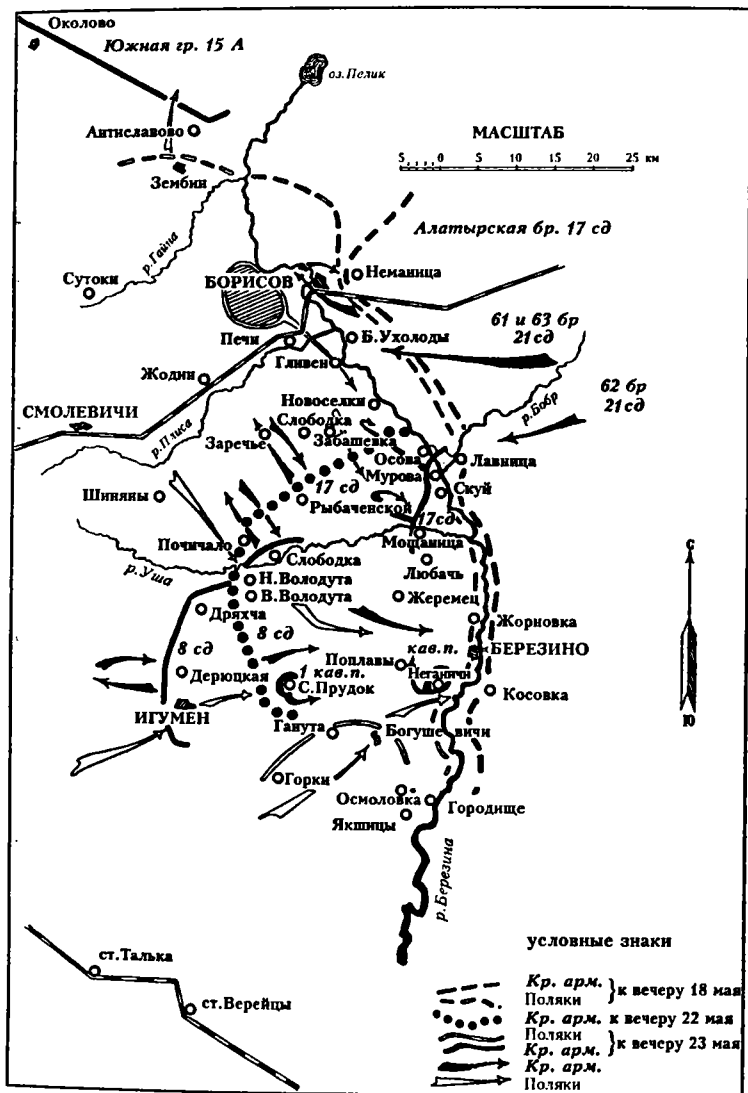 Околово
Южная гр. 15 А
оз. Пелик
Антиславово
МАСШТАБ
5 0 5 10 15 20 25 км
Зембин
Алатырская бр. 17 сд
р. Гайна
Неманица
Сутоки
БОРИСОВ
61 и 63 бр
21 сд
Печи
Б. Ухолоды
Гливен
Жодин
62 бр
21 сд
Новоселки
р. Бобр
СМОЛЕВИЧИ
Слободка
р. Плиса
Заречье
Забашевка
Осова
Лавница
Мурова
17 сд
Скуй
Шиняны
Рыбаченской
17 сд
Почичало
Мощаница
Слободка
Любачь
р. Уша
Н. Володута
В. Володута
Жеремец
Дряхча
Жорновка
8 сд
8 сд
кав.п.
БЕРЕЗИНО
Поплавы
Дерюцкая
1 кав.п.
Неганичи
С. Прудок
Косовка
ИГУМЕН
Ганута
Богушевичи
Горки
Осмоловка
Городище
Якшицы
р. Березина
С
Ю
ст. Талька
ст. Верейцы
условные знаки
Кр. арм.
Поляки
} к вечеру 18 мая
Кр. арм. к вечеру 22 мая
Поляки
Кр. арм.
} к вечеру 23 мая
Кр. арм.
Поляки